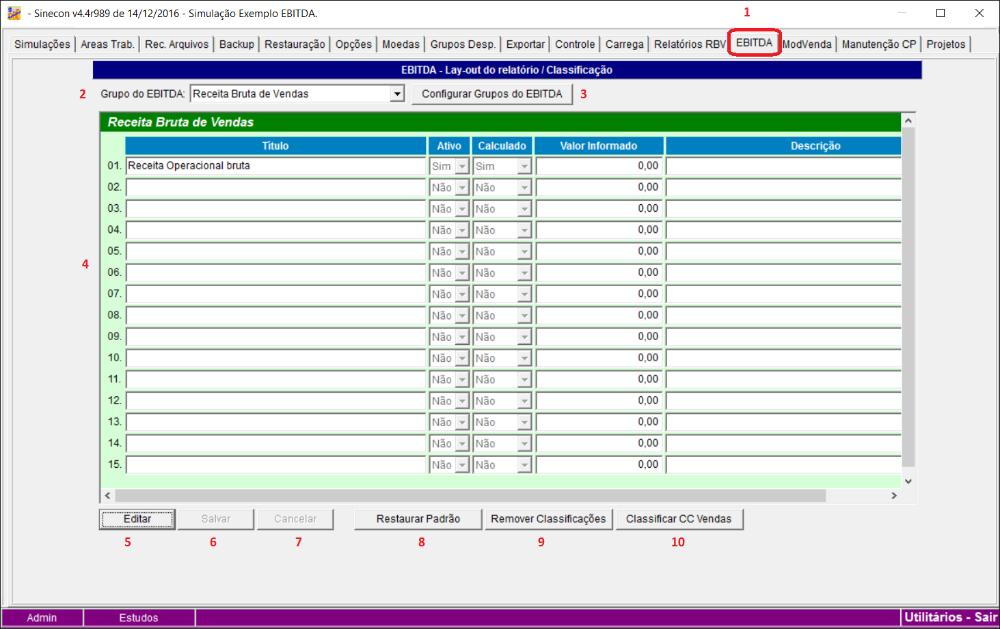 - Sinecon v4.4r989 de 14/12/2016 - Simulação Exemplo EBITDA.
1
Simulações Areas Trab. Rec. Arquivos Backup Restauração Opções Moedas Grupos Desp. Exportar Controle Carrega Relatórios RBV EBITDA ModVenda Manutenção CP Projetos
EBITDA - Lay-out do relatório / Classificação
2 Grupo do EBITDA: Receita Bruta de Vendas Configurar Grupos do EBITDA 3
Receita Bruta de Vendas
Título Ativo Calculado Valor Informado Descrição
01. Receita Operacional bruta Sim Sim 0,00
02. Não Não 0,00
03. Não Não 0,00
04. Não Não 0,00
05. Não Não 0,00
4
06. Não Não 0,00
07. Não Não 0,00
08. Não Não 0,00
09. Não Não 0,00
10. Não Não 0,00
11. Não Não 0,00
12. Não Não 0,00
13. Não Não 0,00
14. Não Não 0,00
15. Não Não 0,00
Editar Salvar Cancelar Restaurar Padrão Remover Classificações Classificar CC Vendas
5 6 7 8 9 10
Admin Estudos Utilitários - Sair